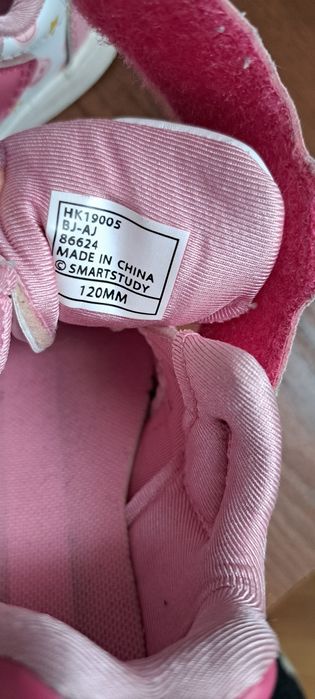 HK19005
BJ-AJ
86624
MADE IN CHINA
© SMARTSTUDY
120MM